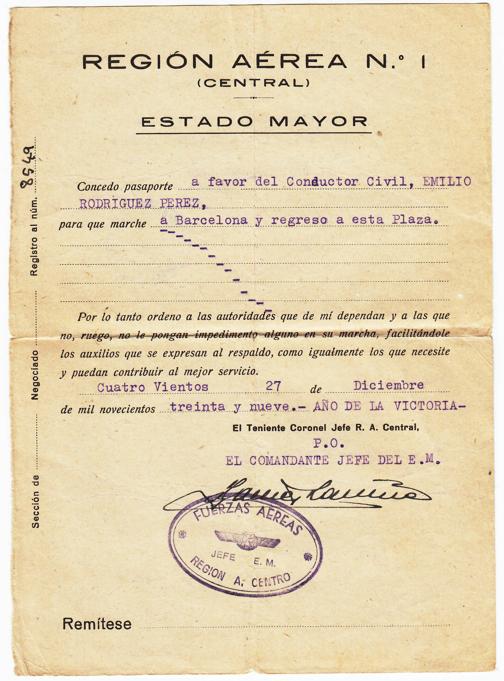 REGIÓN AÉREA N.º 1
(CENTRAL)
ESTADO MAYOR
Registro al núm. 8549
Negociado
Sección de
Concedo pasaporte a favor del Conductor Civil, EMILIO
RODRIGUEZ PEREZ,
para que marche a Barcelona y regreso a esta Plaza.
Por lo tanto ordeno a las autoridades que de mí dependan y a las que
no, ruego, no le pongan impedimento alguno en su marcha, facilitándole
los auxilios que se expresan al respaldo, como igualmente los que necesite
y puedan contribuir al mejor servicio.
Cuatro Vientos 27 de Diciembre
de mil novecientos treinta y nueve.- AÑO DE LA VICTORIA-
El Teniente Coronel Jefe R. A. Central,
P.O.
EL COMANDANTE JEFE DEL E.M.
FUERZAS AEREAS
JEFE E. M.
REGION A. CENTRO
Remítese